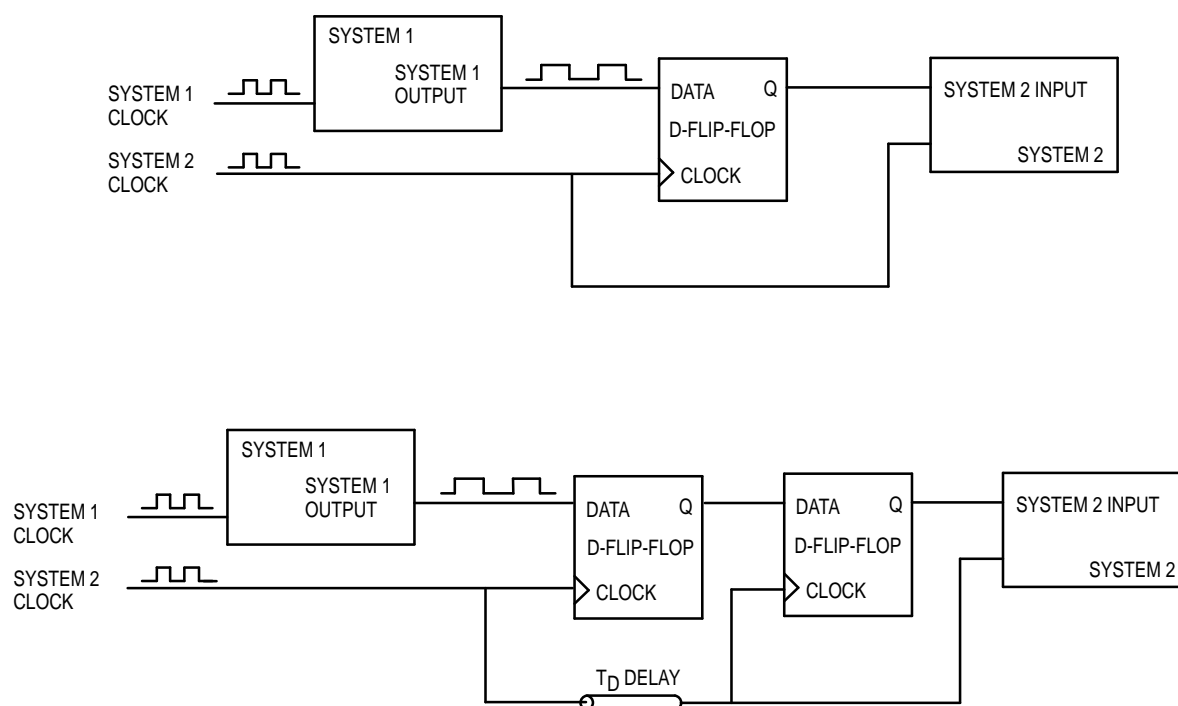 SYSTEM 1
SYSTEM 1
OUTPUT
SYSTEM 1
CLOCK
SYSTEM 2
CLOCK
DATA Q
D-FLIP-FLOP
CLOCK
SYSTEM 2 INPUT
SYSTEM 2
SYSTEM 1
SYSTEM 1
OUTPUT
SYSTEM 1
CLOCK
SYSTEM 2
CLOCK
DATA Q
D-FLIP-FLOP
CLOCK
DATA Q
D-FLIP-FLOP
CLOCK
SYSTEM 2 INPUT
SYSTEM 2
TD DELAY